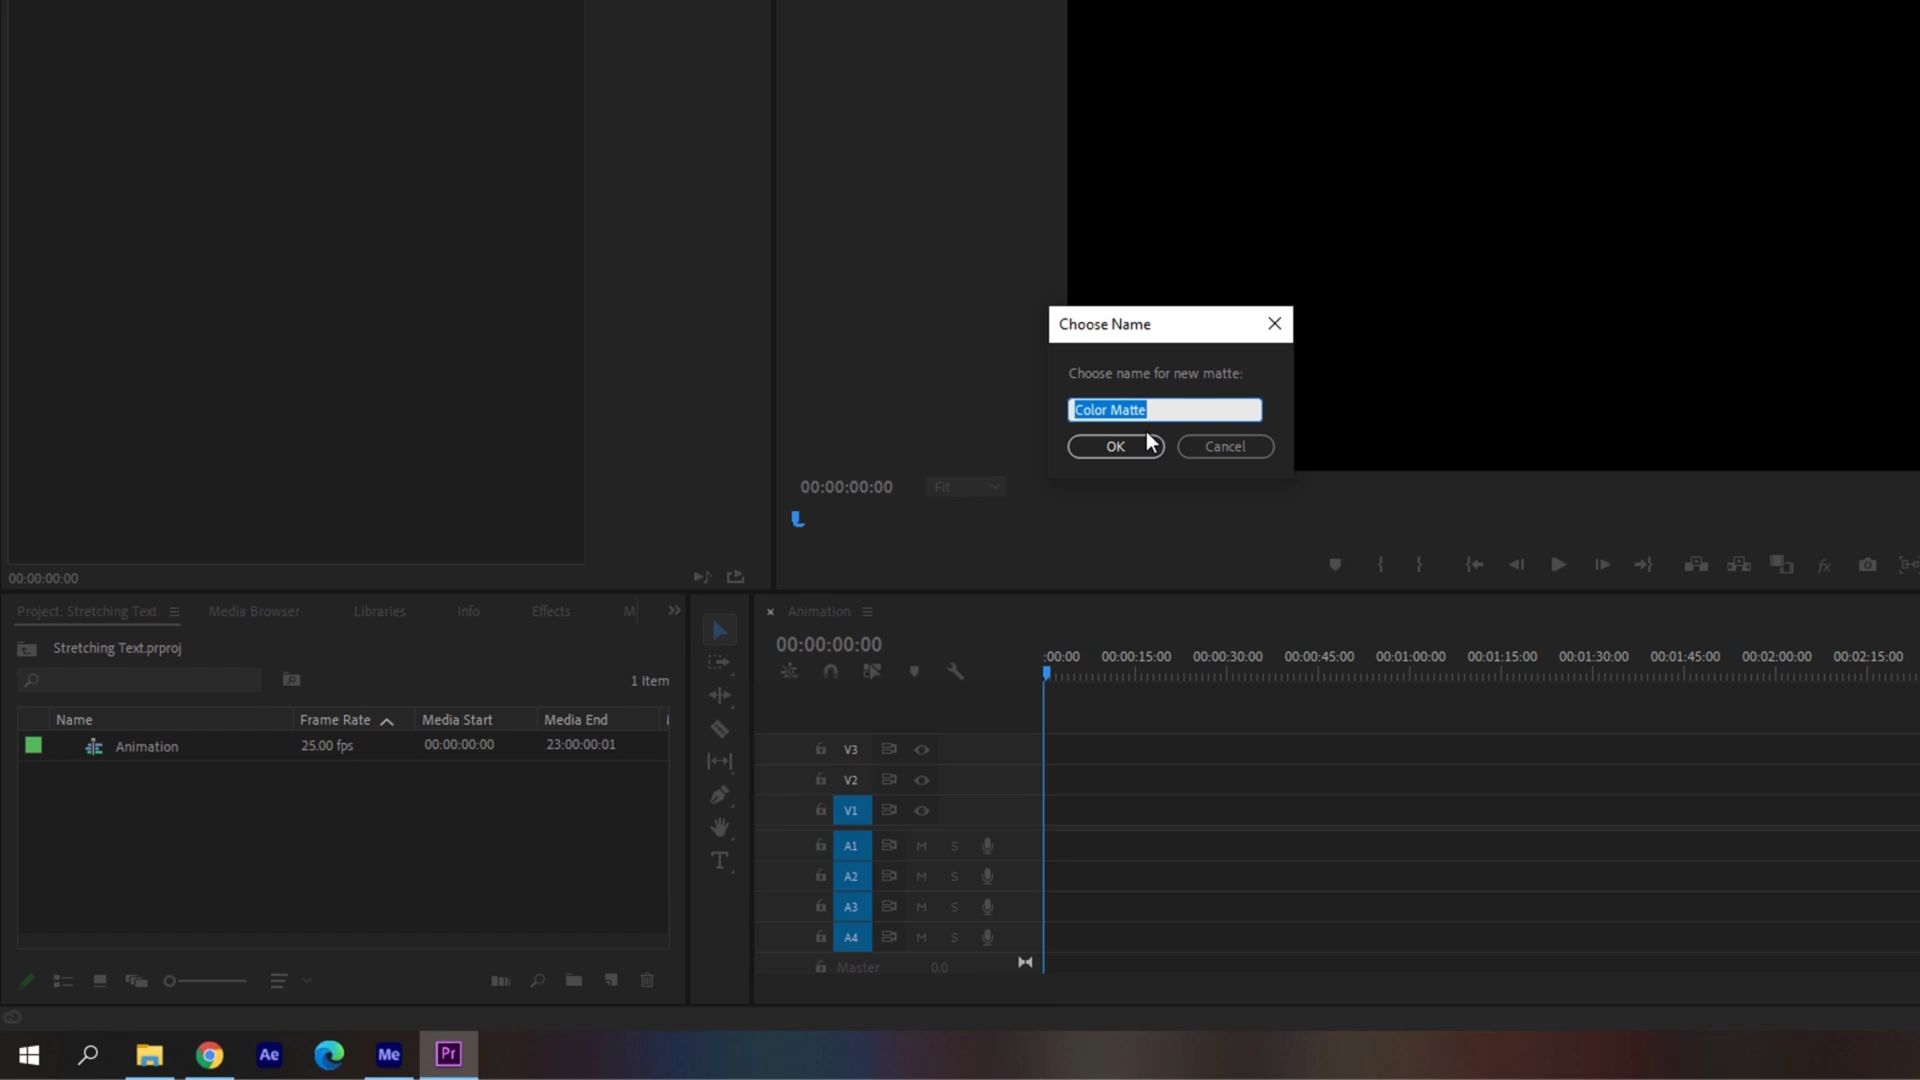 Choose Name
Choose name for new matte:
Color Matte
OK Cancel
00:00:00:00 Fit
00:00:00:00
Project: Stretching Text Media Browser Libraries Info Effects M
Stretching Text.prproj
1 Item
Name Frame Rate Media Start Media End
Animation 25.00 fps 00:00:00:00 23:00:00:01
Animation
00:00:00:00
:00:00 00:00:15:00 00:00:30:00 00:00:45:00 00:01:00:00 00:01:15:00 00:01:30:00 00:01:45:00 00:02:00:00 00:02:15:00
V3
V2
V1
A1 M S
A2 M S
A3 M S
A4 M S
Master 0.0
fx
T
Ae Me Pr